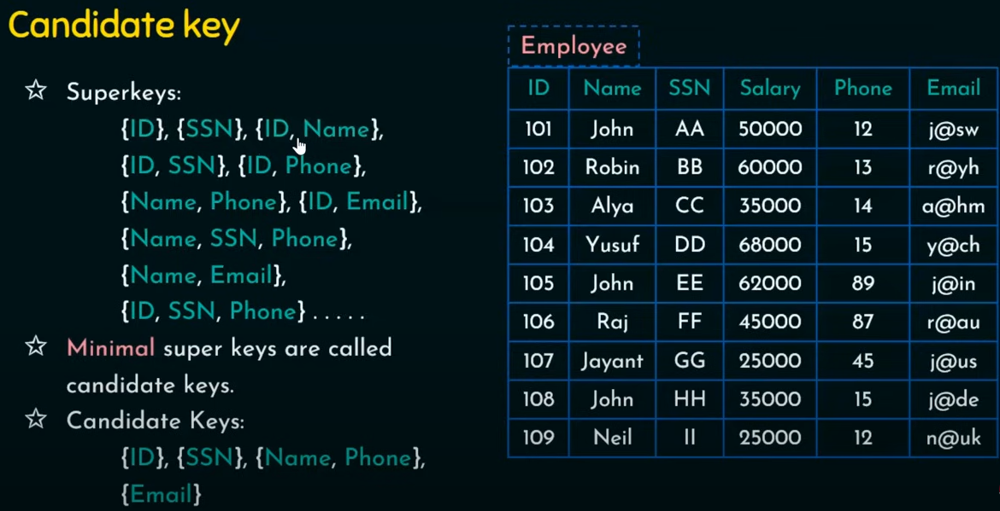 Candidate key
☆ Superkeys:
{ID}, {SSN}, {ID, Name},
{ID, SSN}, {ID, Phone},
{Name, Phone}, {ID, Email},
{Name, SSN, Phone},
{Name, Email},
{ID, SSN, Phone} . . . . .
☆ Minimal super keys are called
candidate keys.
☆ Candidate Keys:
{ID}, {SSN}, {Name, Phone},
{Email}
Employee
ID Name SSN Salary Phone Email
101 John AA 50000 12 j@sw
102 Robin BB 60000 13 r@yh
103 Alya CC 35000 14 a@hm
104 Yusuf DD 68000 15 y@ch
105 John EE 62000 89 j@in
106 Raj FF 45000 87 r@au
107 Jayant GG 25000 45 j@us
108 John HH 35000 15 j@de
109 Neil II 25000 12 n@uk